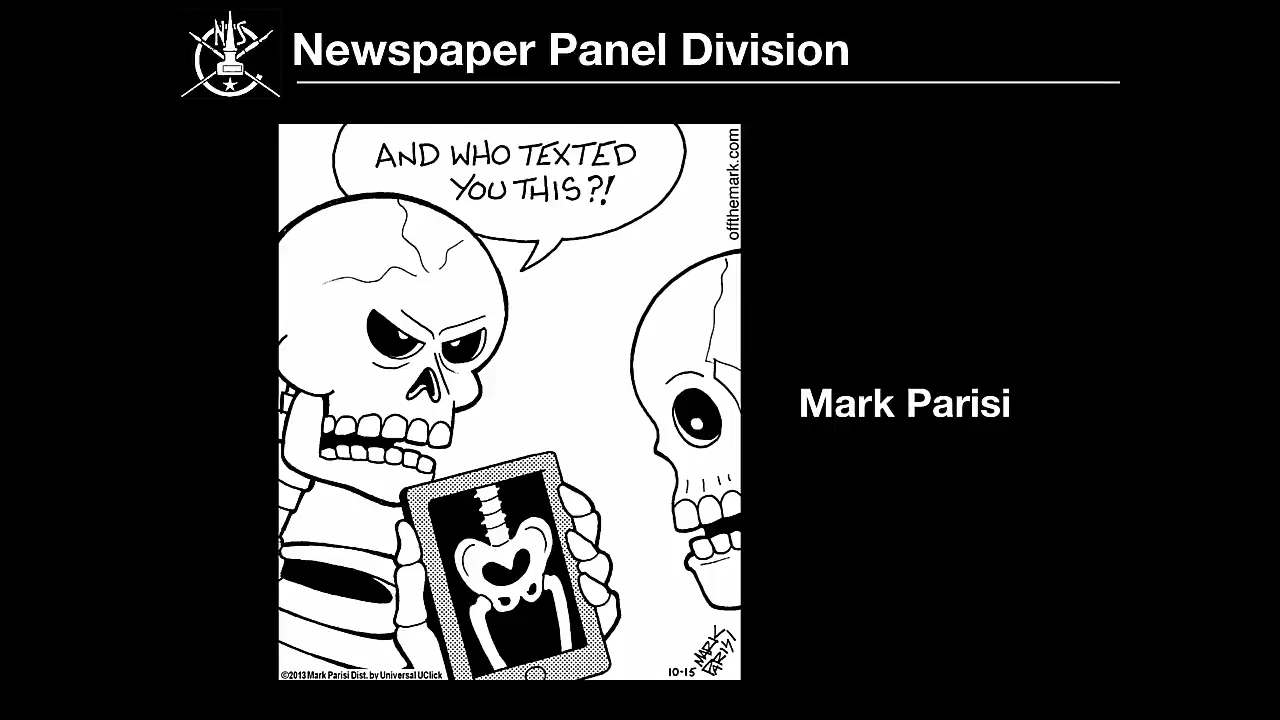 NCS
Newspaper Panel Division
AND WHO TEXTED
YOU THIS?!
offthemark.com
Mark Parisi
MARK
PARISI
10-15
©2013 Mark Parisi Dist. by Universal UClick